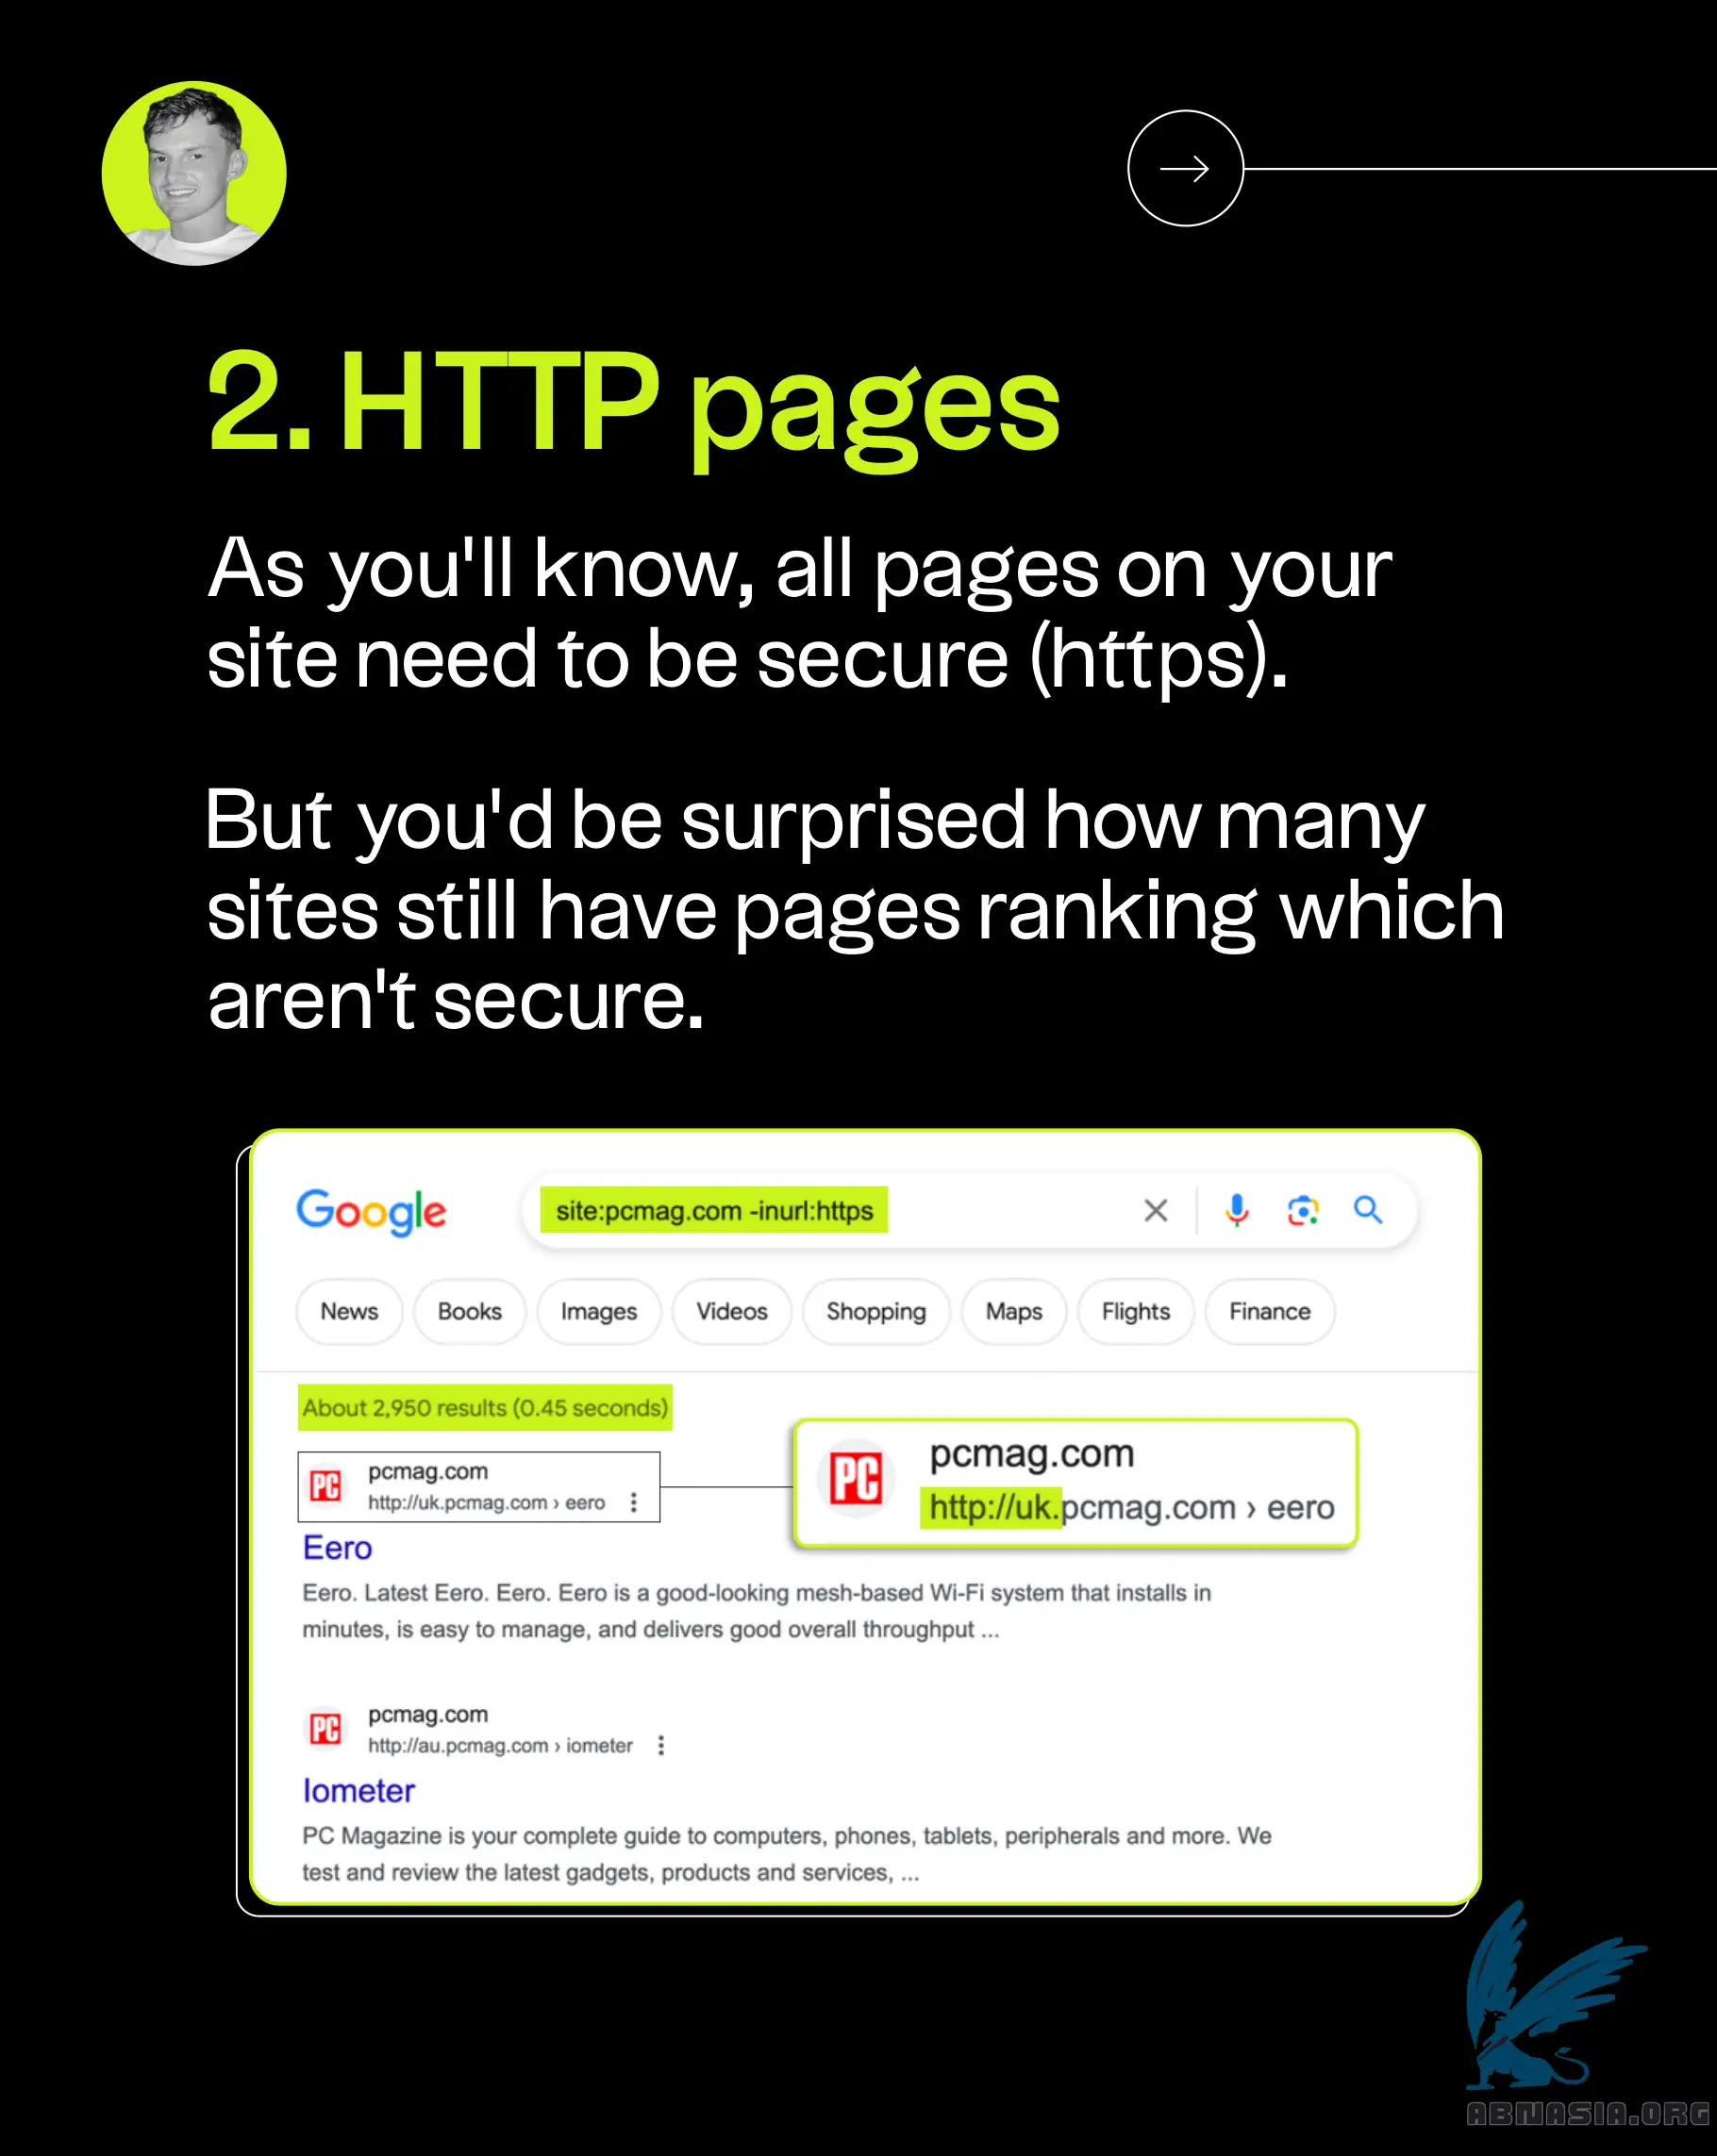 2. HTTP pages
As you'll know, all pages on your
site need to be secure (https).
But you'd be surprised how many
sites still have pages ranking which
aren't secure.
Google
site:pcmag.com -inurl:https
News Books Images Videos Shopping Maps Flights Finance
About 2,950 results (0.45 seconds)
PC
pcmag.com
http://uk.pcmag.com › eero
PC
pcmag.com
http://uk.pcmag.com › eero
Eero
Eero. Latest Eero. Eero. Eero is a good-looking mesh-based Wi-Fi system that installs in
minutes, is easy to manage, and delivers good overall throughput ...
PC
pcmag.com
http://au.pcmag.com › iometer
Iometer
PC Magazine is your complete guide to computers, phones, tablets, peripherals and more. We
test and review the latest gadgets, products and services, ...
ABNASIA.ORG